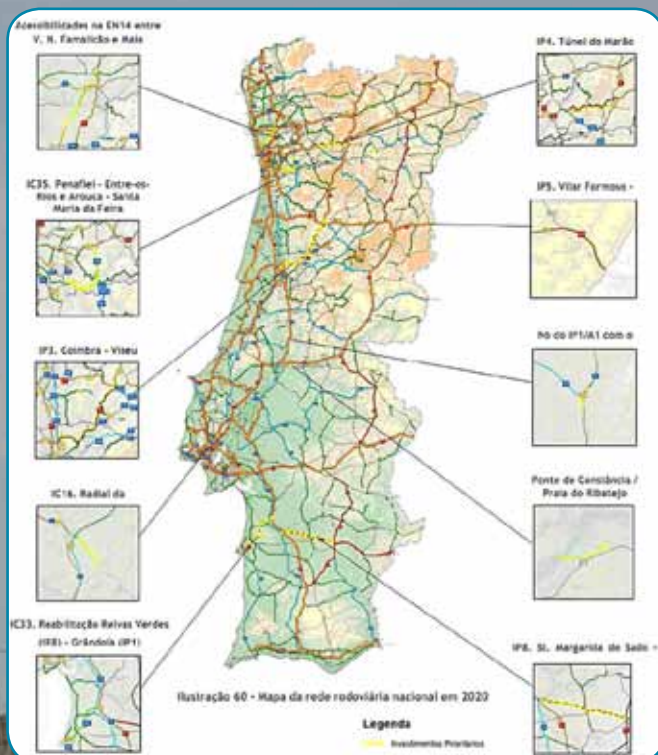 Acessibilidades na EN14 entre
V. N. Famalicão e Maia
IP4. Túnel do Marão
IC35. Penafiel - Entre-os-
Rios e Arouca - Santa
Maria da Feira
IP5. Vilar Formoso -
IP3. Coimbra - Viseu
Nó do IP1/A1 com o
IC16. Radial da
Ponte de Constância /
Praia do Ribatejo
IC33. Reabilitação Relvas Verdes
(IP8) - Grândola (IP1)
IP8. St. Margarida do Sado -
Ilustração 60 - Mapa da rede rodoviária nacional em 2020
Legenda
Investimentos Prioritários